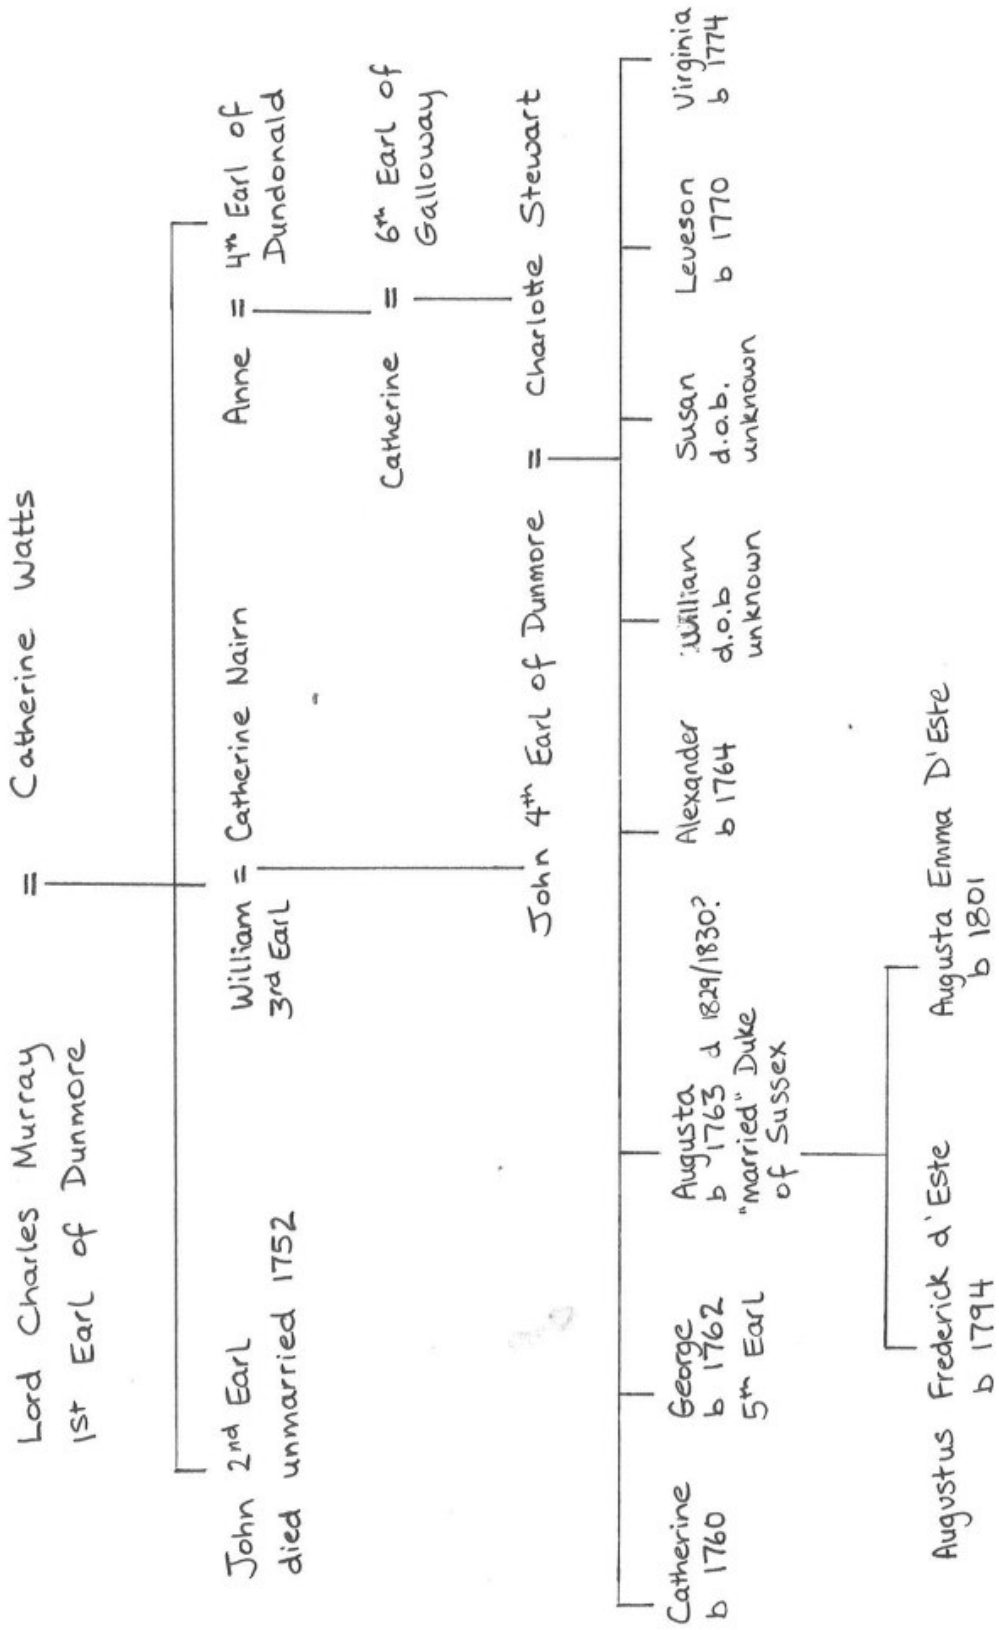 Lord Charles Murray = Catherine Watts
1st Earl of Dunmore
John 2nd Earl
died unmarried 1752
William = Catherine Nairn
3rd Earl
Anne = 4th Earl of
Dundonald
Catherine = 6th Earl of
Galloway
John 4th Earl of Dunmore = Charlotte Stewart
Catherine
b 1760
George
b 1762
5th Earl
Augusta
b 1763 d 1829/1830?
"married" Duke
of Sussex
Alexander
b 1764
William
d.o.b
unknown
Susan
d.o.b.
unknown
Leveson
b 1770
Virginia
b 1774
Augustus Frederick d'Este
b 1794
Augusta Emma D'Este
b 1801